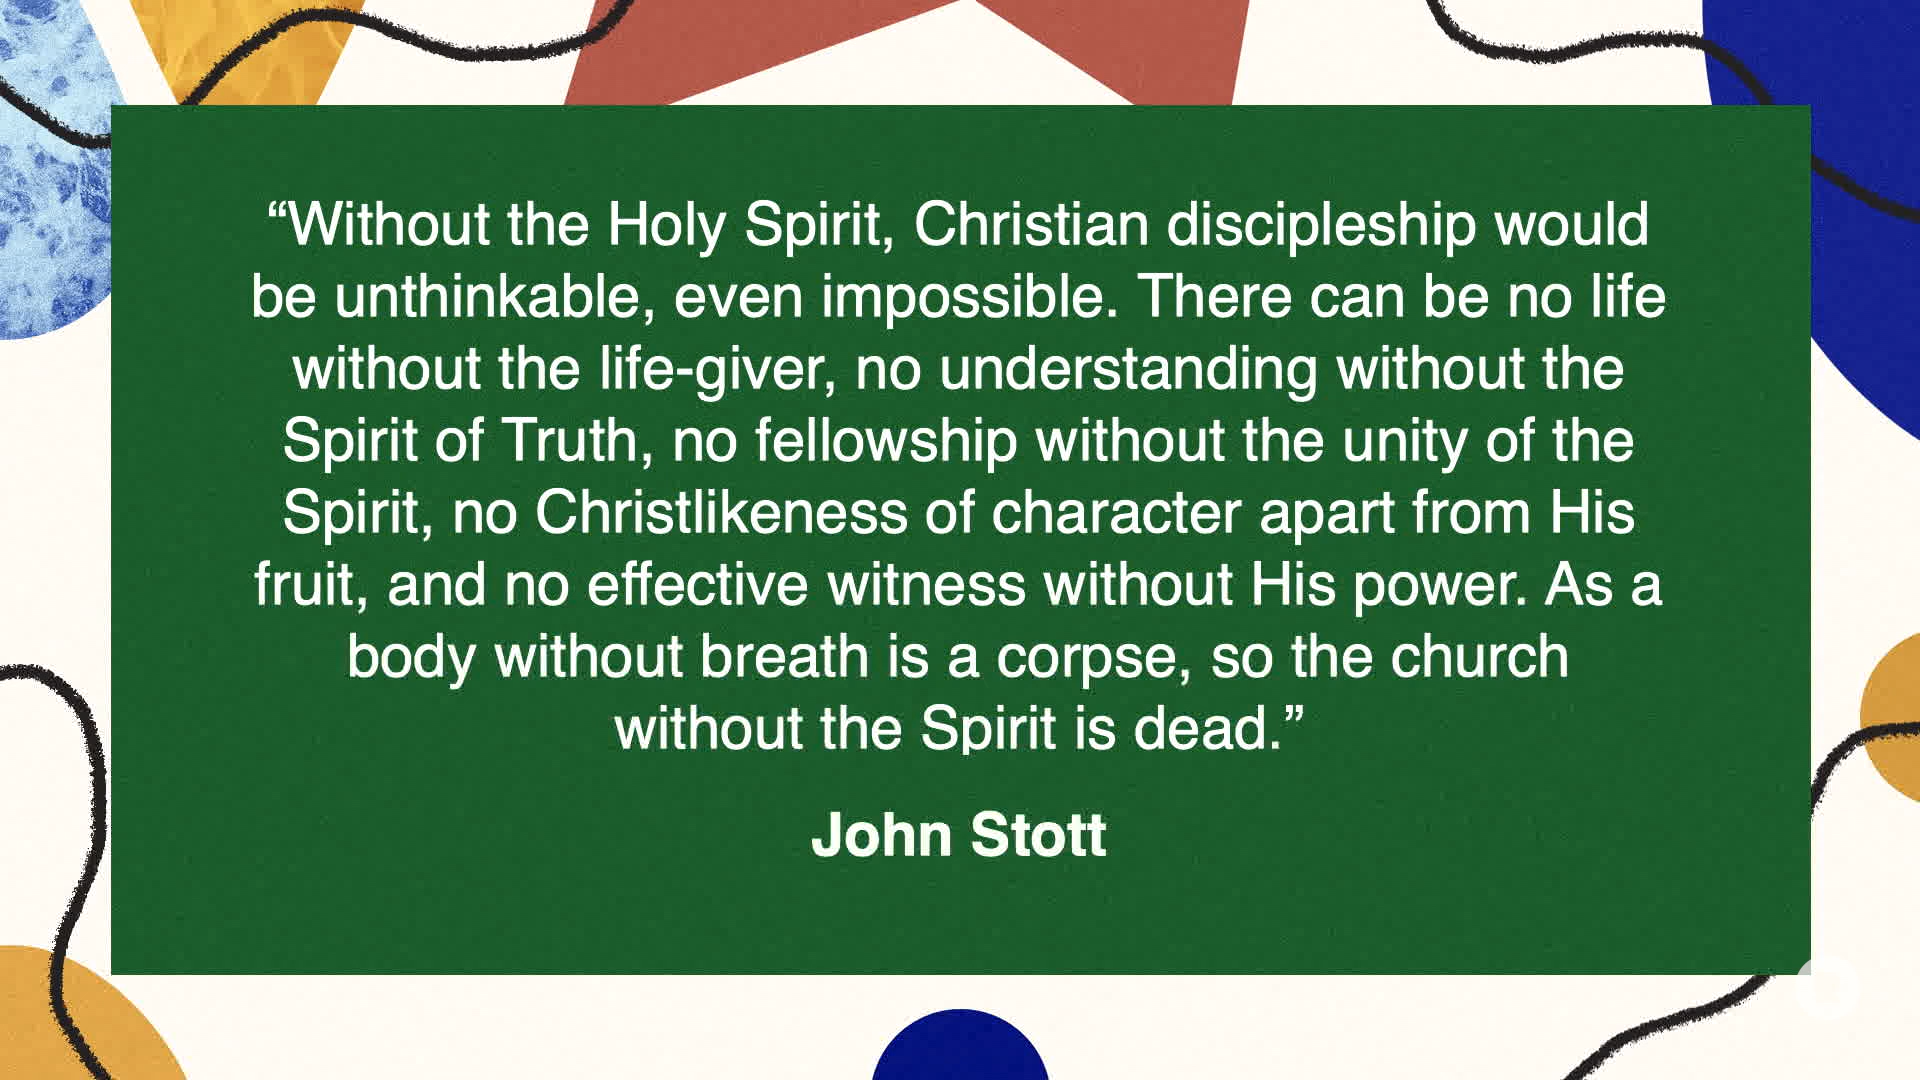 “Without the Holy Spirit, Christian discipleship would
be unthinkable, even impossible. There can be no life
without the life-giver, no understanding without the
Spirit of Truth, no fellowship without the unity of the
Spirit, no Christlikeness of character apart from His
fruit, and no effective witness without His power. As a
body without breath is a corpse, so the church
without the Spirit is dead.”
John Stott